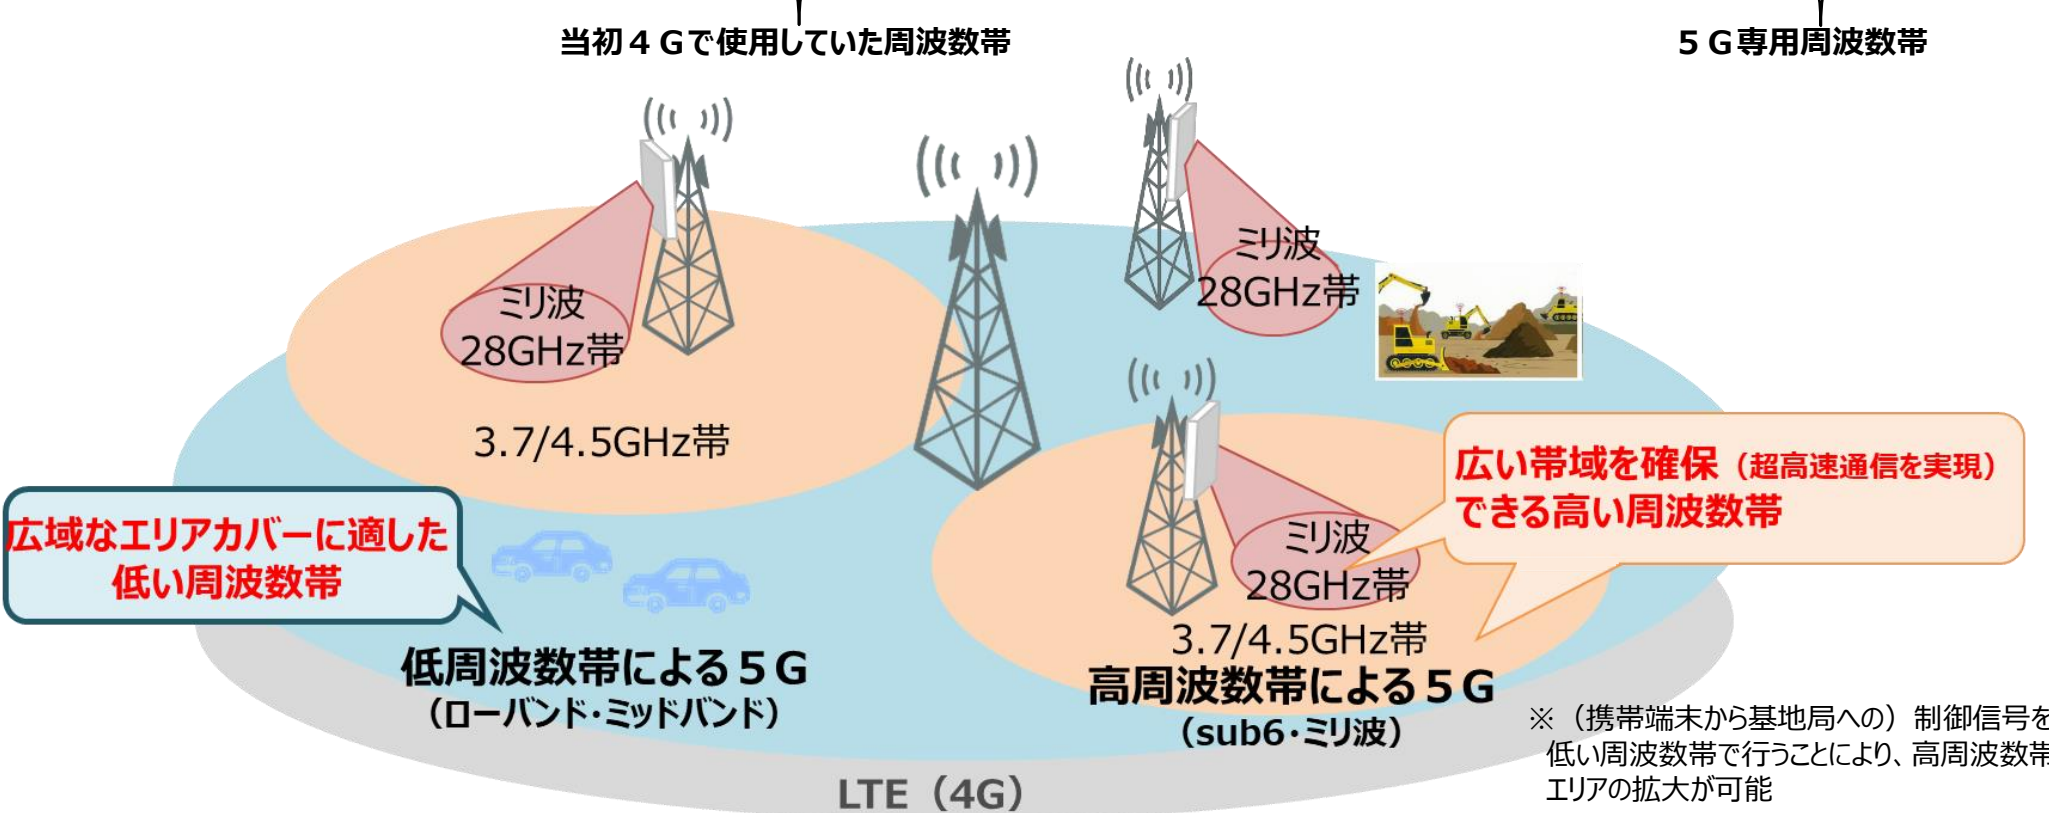 当初４Gで使用していた周波数帯
５G専用周波数帯
ミリ波
28GHz帯
ミリ波
28GHz帯
3.7/4.5GHz帯
広い帯域を確保（超高速通信を実現）
できる高い周波数帯
広域なエリアカバーに適した
低い周波数帯
ミリ波
28GHz帯
3.7/4.5GHz帯
低周波数帯による５G
（ローバンド・ミッドバンド）
高周波数帯による５G
（sub6・ミリ波）
※（携帯端末から基地局への）制御信号を
低い周波数帯で行うことにより、高周波数帯
エリアの拡大が可能
LTE（4G）